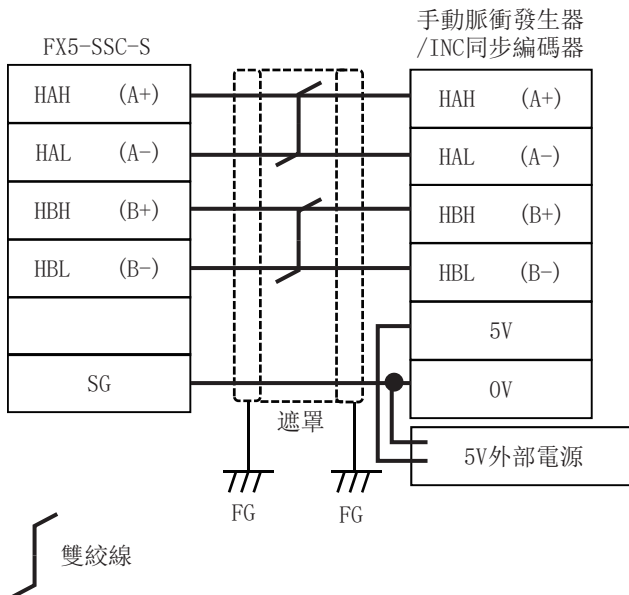 手動脈衝發生器
/INC同步編碼器
FX5-SSC-S
HAH (A+)
HAL (A-)
HBH (B+)
HBL (B-)
SG
HAH (A+)
HAL (A-)
HBH (B+)
HBL (B-)
5V
0V
5V外部電源
遮罩
FG
FG
雙絞線